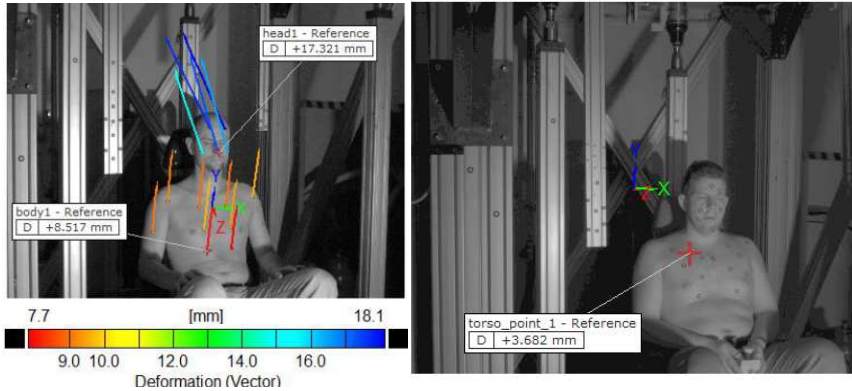 head1 - Reference
D +17.321 mm
Y
X
Z
body1 - Reference
D +8.517 mm
7.7 [mm] 18.1
9.0 10.0 12.0 14.0 16.0
Deformation (Vector)
Y
X
Z
torso_point_1 - Reference
D +3.682 mm